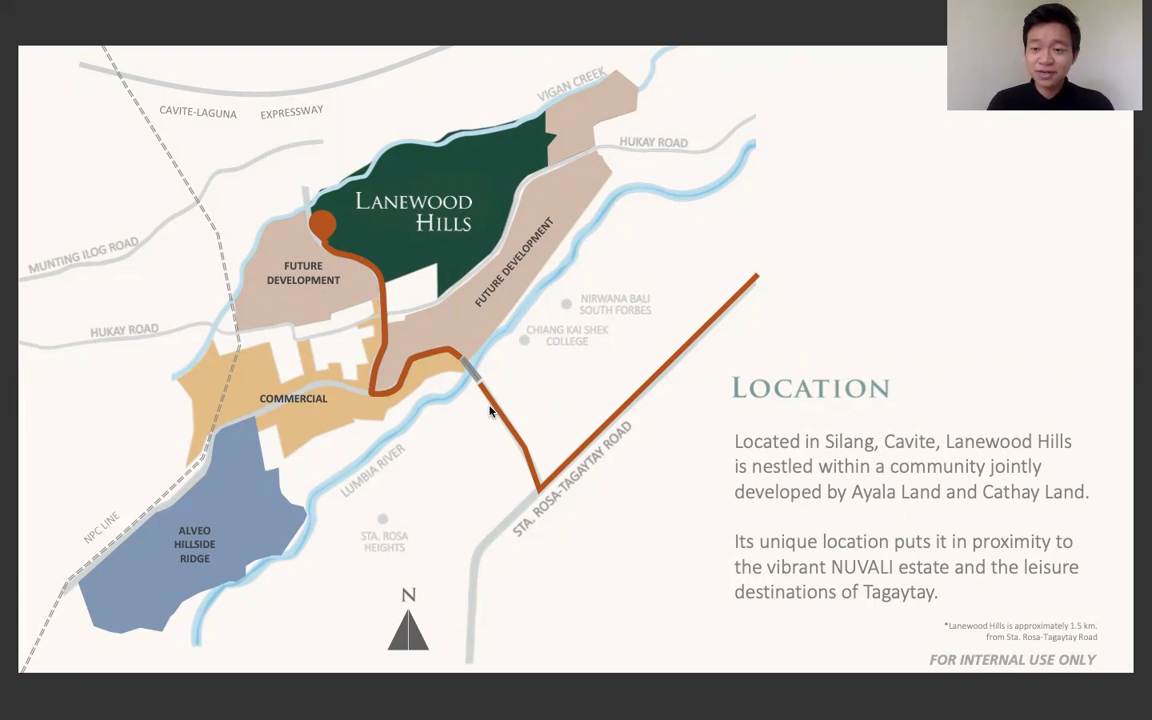 CAVITE-LAGUNA EXPRESSWAY
VIGAN CREEK
HUKAY ROAD
LANEWOOD
HILLS
MUNTING ILOG ROAD
FUTURE
DEVELOPMENT
FUTURE DEVELOPMENT
NIRWANA BALI
SOUTH FORBES
CHIANG KAI SHEK
COLLEGE
HUKAY ROAD
COMMERCIAL
LUMBIA RIVER
STA. ROSA-TAGAYTAY ROAD
NPC LINE
ALVEO
HILLSIDE
RIDGE
STA. ROSA
HEIGHTS
N
LOCATION
Located in Silang, Cavite, Lanewood Hills
is nestled within a community jointly
developed by Ayala Land and Cathay Land.
Its unique location puts it in proximity to
the vibrant NUVALI estate and the leisure
destinations of Tagaytay.
*Lanewood Hills is approximately 1.5 km.
from Sta. Rosa-Tagaytay Road
FOR INTERNAL USE ONLY